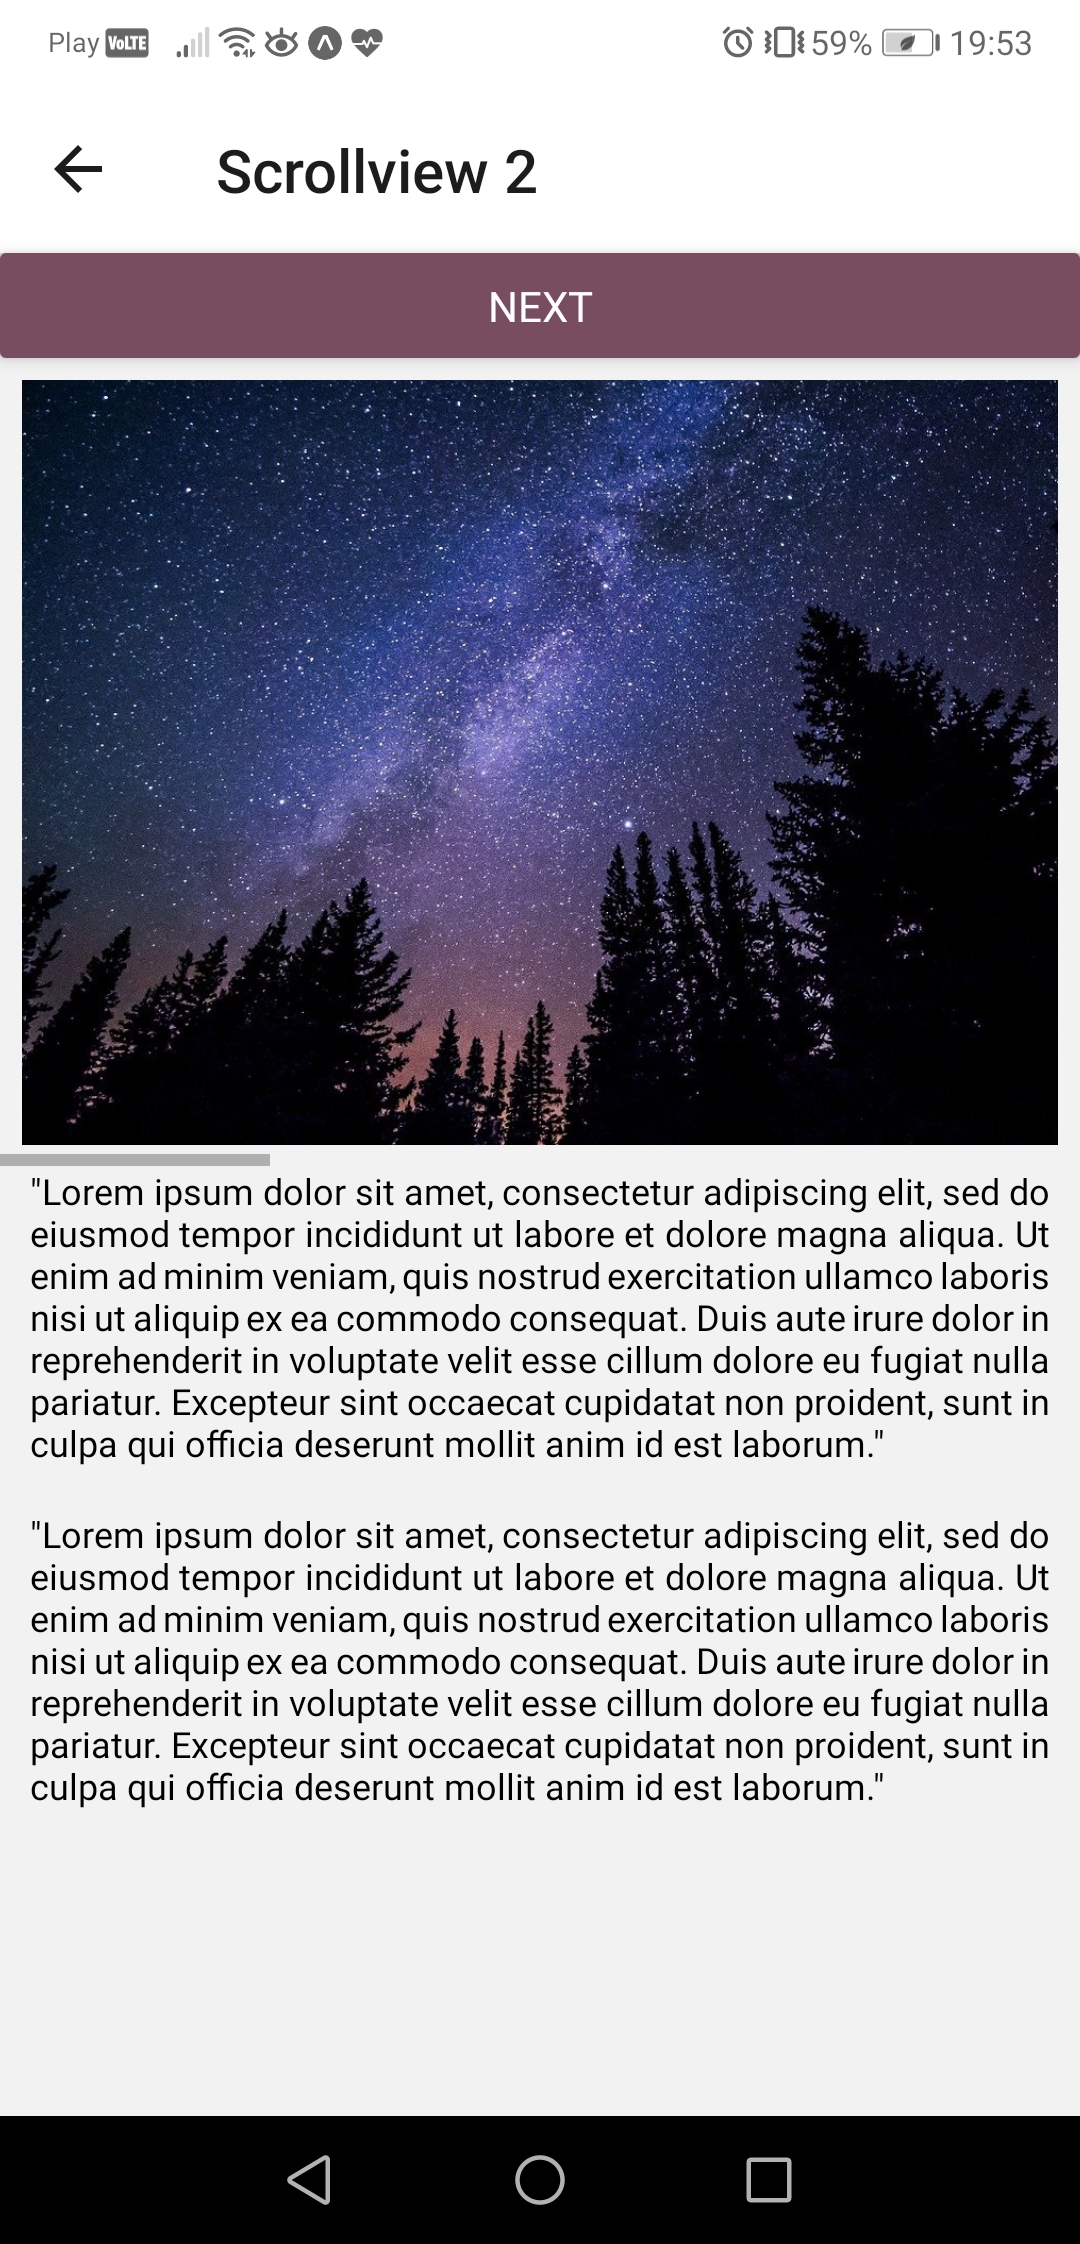 Play VoLTE 59% 19:53
Scrollview 2
NEXT
"Lorem ipsum dolor sit amet, consectetur adipiscing elit, sed do
eiusmod tempor incididunt ut labore et dolore magna aliqua. Ut
enim ad minim veniam, quis nostrud exercitation ullamco laboris
nisi ut aliquip ex ea commodo consequat. Duis aute irure dolor in
reprehenderit in voluptate velit esse cillum dolore eu fugiat nulla
pariatur. Excepteur sint occaecat cupidatat non proident, sunt in
culpa qui officia deserunt mollit anim id est laborum."
"Lorem ipsum dolor sit amet, consectetur adipiscing elit, sed do
eiusmod tempor incididunt ut labore et dolore magna aliqua. Ut
enim ad minim veniam, quis nostrud exercitation ullamco laboris
nisi ut aliquip ex ea commodo consequat. Duis aute irure dolor in
reprehenderit in voluptate velit esse cillum dolore eu fugiat nulla
pariatur. Excepteur sint occaecat cupidatat non proident, sunt in
culpa qui officia deserunt mollit anim id est laborum."